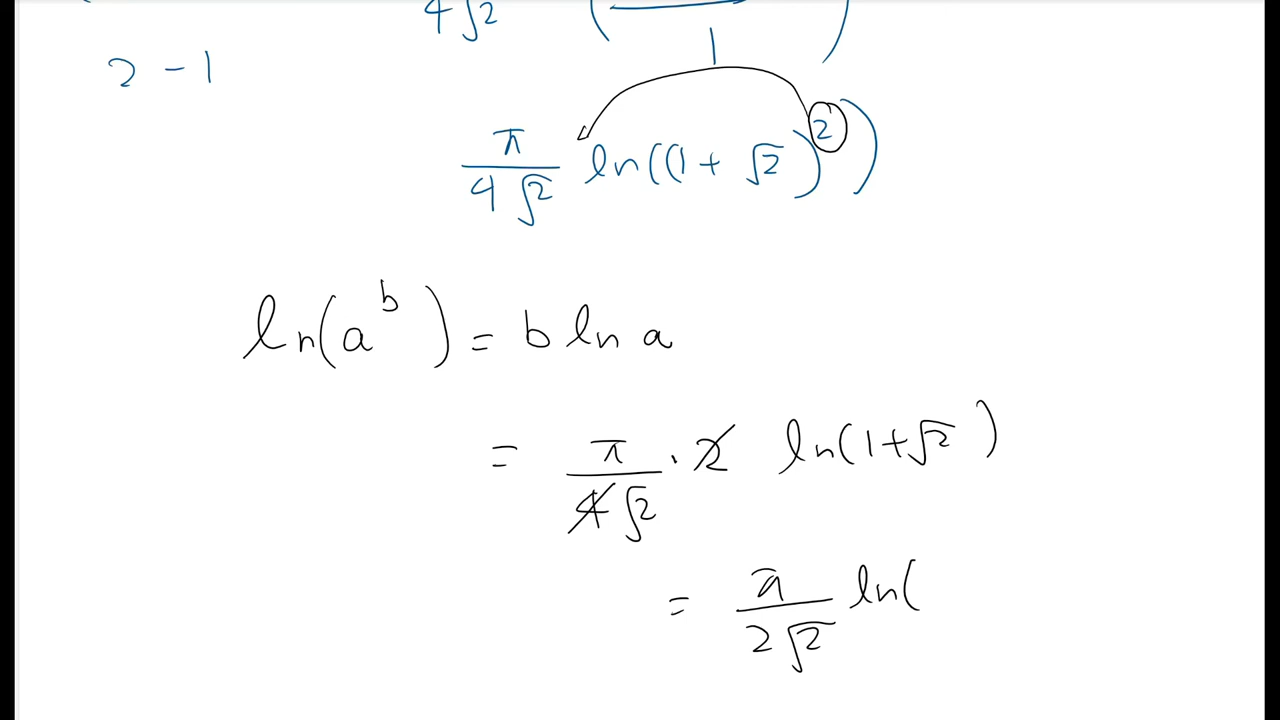 4√2 (
1 )
2 - 1
π/4√2 ln((1 + √2)²)
ln(a^b) = b ln a
= π/4√2 · 2 ln(1+√2)
= π/2√2 ln(